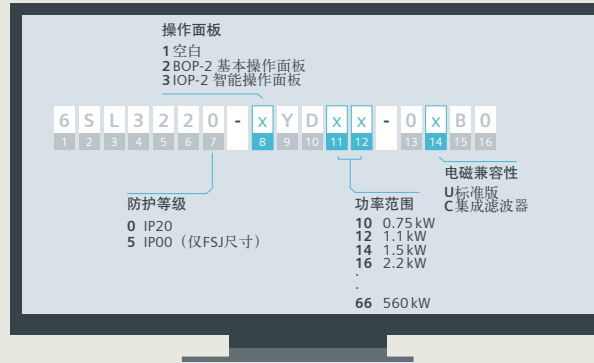 操作面板
1 空白
2 BOP-2 基本操作面板
3 IOP-2 智能操作面板
6 S L 3 2 2 0 - x Y D x x - 0 x B 0
1 2 3 4 5 6 7 8 9 10 11 12 13 14 15 16
防护等级
0 IP20
5 IP00（仅FSJ尺寸）
功率范围
10 0.75 kW
12 1.1 kW
14 1.5 kW
16 2.2 kW
.
.
66 560 kW
电磁兼容性
U标准版
C集成滤波器